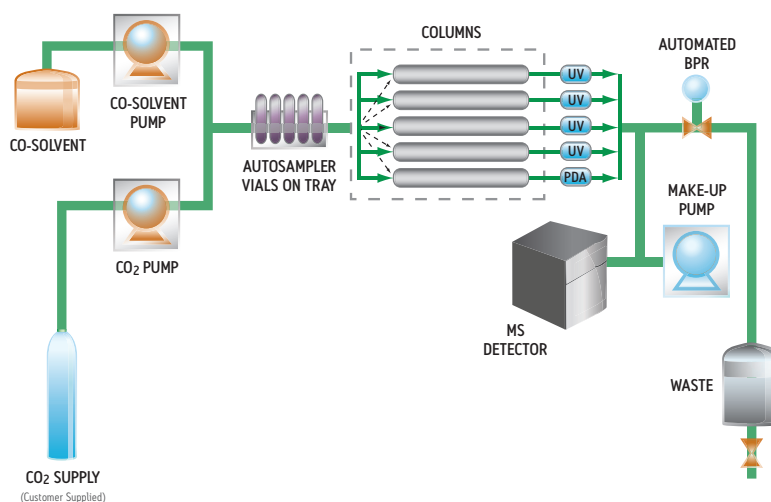 COLUMNS
AUTOMATED
BPR
CO-SOLVENT
PUMP
CO-SOLVENT
AUTOSAMPLER
VIALS ON TRAY
UV
UV
UV
UV
PDA
MAKE-UP
PUMP
CO₂ PUMP
MS
DETECTOR
WASTE
CO₂ SUPPLY
(Customer Supplied)